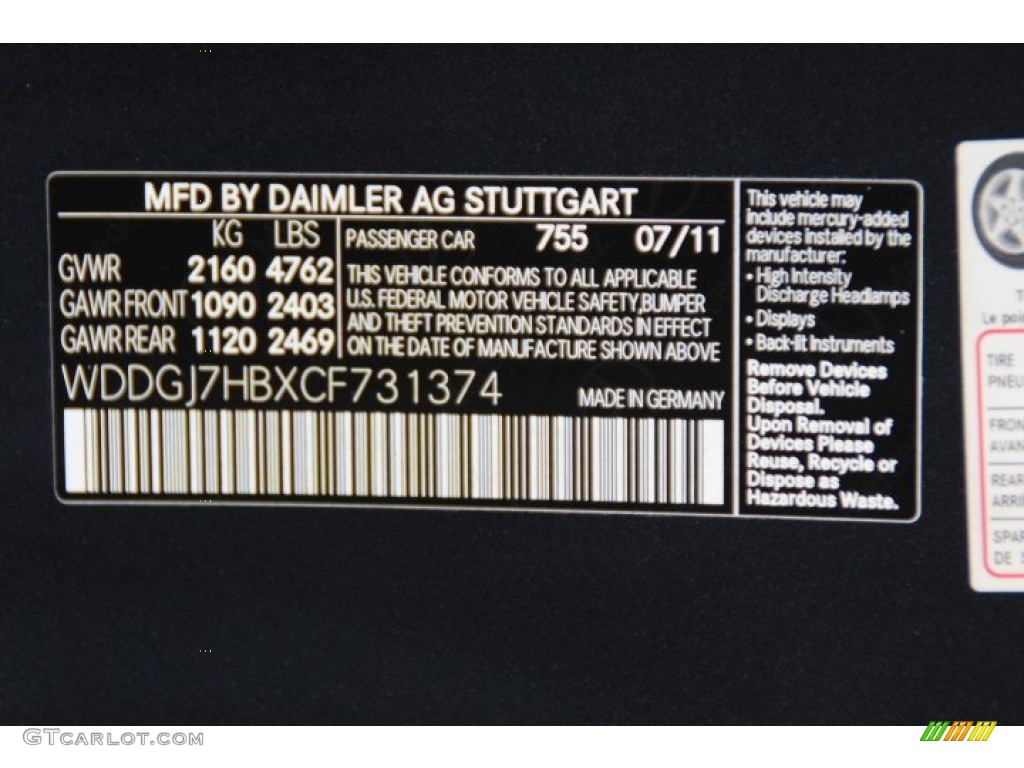 MFD BY DAIMLER AG STUTTGART
KG LBS
GVWR 2160 4762
GAWR FRONT 1090 2403
GAWR REAR 1120 2469
PASSENGER CAR 755 07/11
THIS VEHICLE CONFORMS TO ALL APPLICABLE
U.S. FEDERAL MOTOR VEHICLE SAFETY, BUMPER
AND THEFT PREVENTION STANDARDS IN EFFECT
ON THE DATE OF MANUFACTURE SHOWN ABOVE
WDDGJ7HBXCF731374
MADE IN GERMANY
This vehicle may
include mercury-added
devices installed by the
manufacturer:
• High Intensity
Discharge Headlamps
• Displays
• Back-lit Instruments
Remove Devices
Before Vehicle
Disposal.
Upon Removal of
Devices Please
Reuse, Recycle or
Dispose as
Hazardous Waste.
Le
TIRE
PNEU
FRON
AVAN
REAR
ARRI
SPAR
DE
GTCARLOT.COM